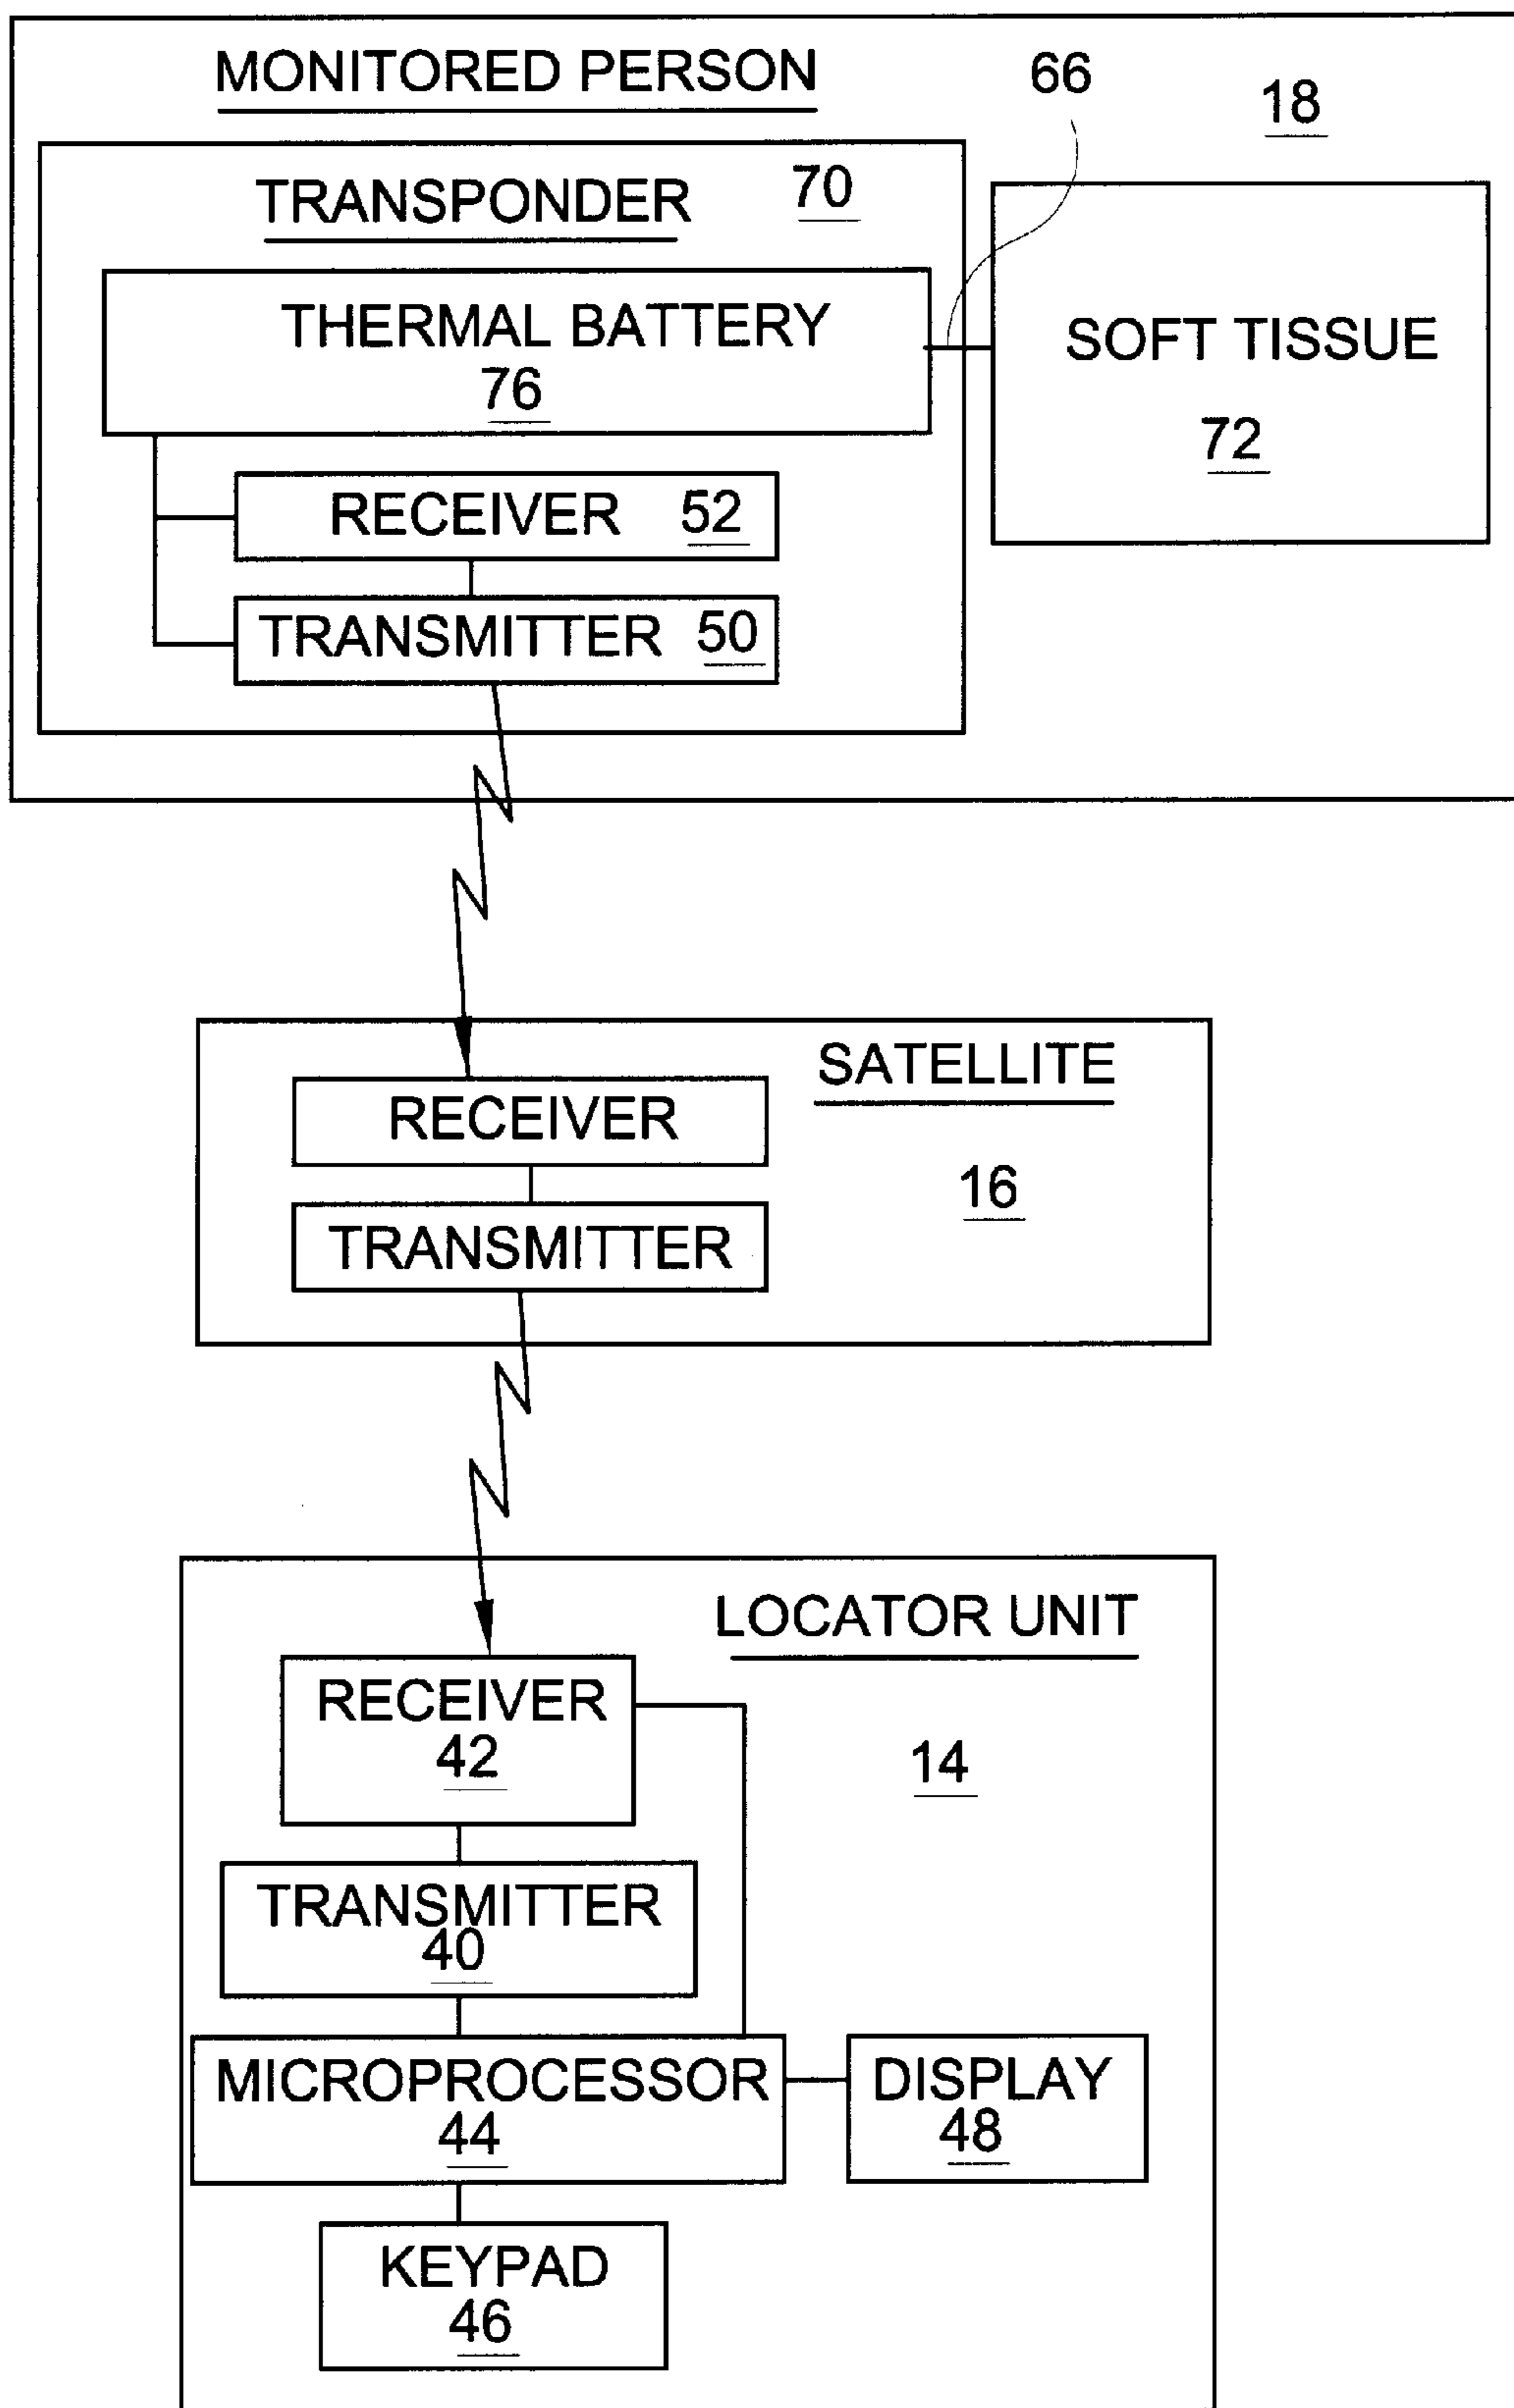 MONITORED PERSON
66
18
TRANSPONDER 70
THERMAL BATTERY
76
SOFT TISSUE
72
RECEIVER 52
TRANSMITTER 50
SATELLITE
16
RECEIVER
TRANSMITTER
LOCATOR UNIT
14
RECEIVER
42
TRANSMITTER
40
MICROPROCESSOR
44
DISPLAY
48
KEYPAD
46